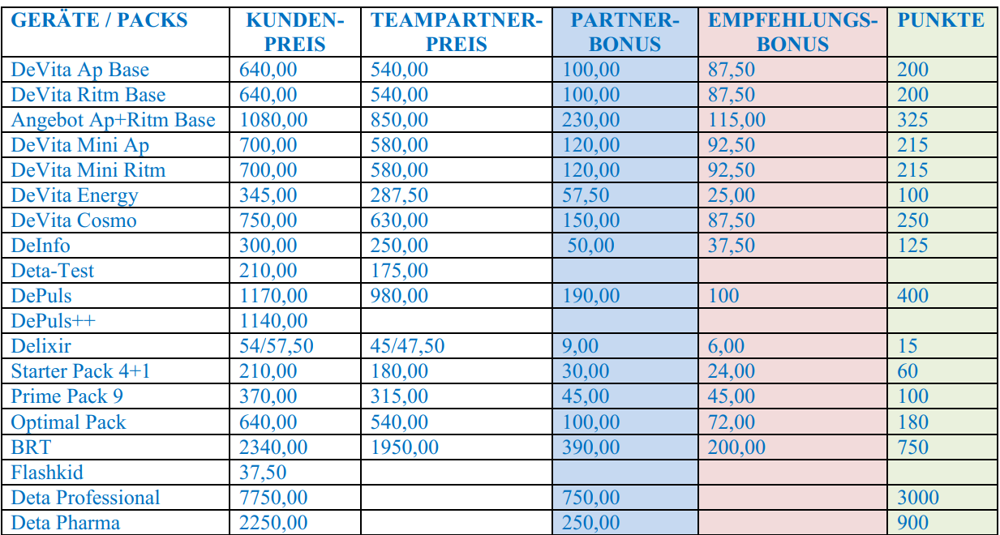 GERÄTE / PACKS KUNDEN- TEAMPARTNER- PARTNER- EMPFEHLUNGS- PUNKTE
PREIS PREIS BONUS BONUS
DeVita Ap Base 640,00 540,00 100,00 87,50 200
DeVita Ritm Base 640,00 540,00 100,00 87,50 200
Angebot Ap+Ritm Base 1080,00 850,00 230,00 115,00 325
DeVita Mini Ap 700,00 580,00 120,00 92,50 215
DeVita Mini Ritm 700,00 580,00 120,00 92,50 215
DeVita Energy 345,00 287,50 57,50 25,00 100
DeVita Cosmo 750,00 630,00 150,00 87,50 250
DeInfo 300,00 250,00 50,00 37,50 125
Deta-Test 210,00 175,00
DePuls 1170,00 980,00 190,00 100 400
DePuls++ 1140,00
Delixir 54/57,50 45/47,50 9,00 6,00 15
Starter Pack 4+1 210,00 180,00 30,00 24,00 60
Prime Pack 9 370,00 315,00 45,00 45,00 100
Optimal Pack 640,00 540,00 100,00 72,00 180
BRT 2340,00 1950,00 390,00 200,00 750
Flashkid 37,50
Deta Professional 7750,00 750,00 3000
Deta Pharma 2250,00 250,00 900